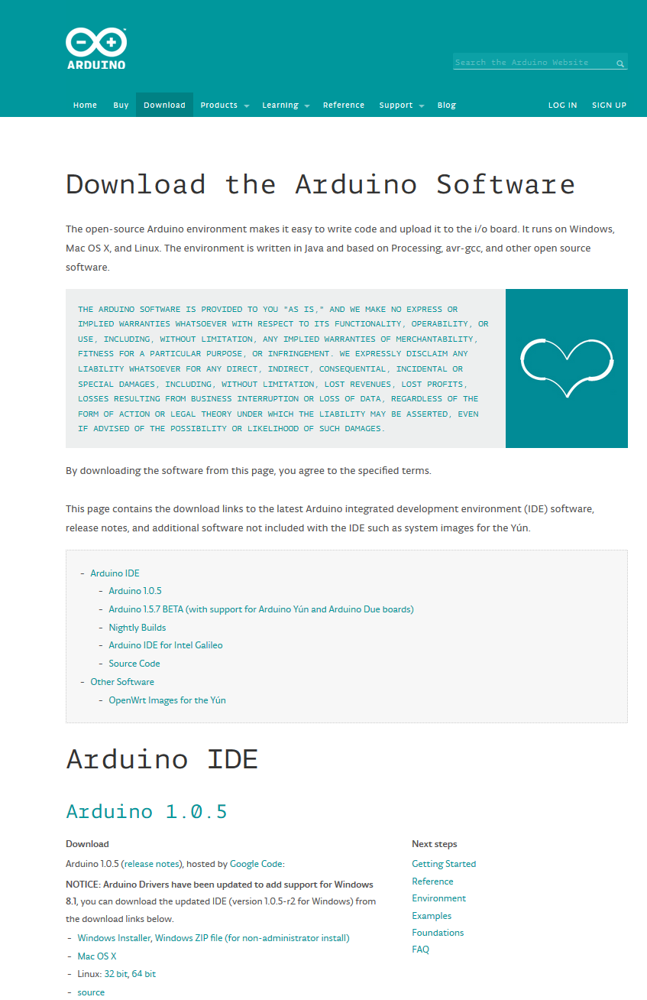 ARDUINO
Search the Arduino Website
Home Buy Download Products Learning Reference Support Blog LOG IN SIGN UP
Download the Arduino Software
The open-source Arduino environment makes it easy to write code and upload it to the i/o board. It runs on Windows,
Mac OS X, and Linux. The environment is written in Java and based on Processing, avr-gcc, and other open source
software.
THE ARDUINO SOFTWARE IS PROVIDED TO YOU "AS IS," AND WE MAKE NO EXPRESS OR
IMPLIED WARRANTIES WHATSOEVER WITH RESPECT TO ITS FUNCTIONALITY, OPERABILITY, OR
USE, INCLUDING, WITHOUT LIMITATION, ANY IMPLIED WARRANTIES OF MERCHANTABILITY,
FITNESS FOR A PARTICULAR PURPOSE, OR INFRINGEMENT. WE EXPRESSLY DISCLAIM ANY
LIABILITY WHATSOEVER FOR ANY DIRECT, INDIRECT, CONSEQUENTIAL, INCIDENTAL OR
SPECIAL DAMAGES, INCLUDING, WITHOUT LIMITATION, LOST REVENUES, LOST PROFITS,
LOSSES RESULTING FROM BUSINESS INTERRUPTION OR LOSS OF DATA, REGARDLESS OF THE
FORM OF ACTION OR LEGAL THEORY UNDER WHICH THE LIABILITY MAY BE ASSERTED, EVEN
IF ADVISED OF THE POSSIBILITY OR LIKELIHOOD OF SUCH DAMAGES.
By downloading the software from this page, you agree to the specified terms.
This page contains the download links to the latest Arduino integrated development environment (IDE) software,
release notes, and additional software not included with the IDE such as system images for the Yún.
- Arduino IDE
- Arduino 1.0.5
- Arduino 1.5.7 BETA (with support for Arduino Yún and Arduino Due boards)
- Nightly Builds
- Arduino IDE for Intel Galileo
- Source Code
- Other Software
- OpenWrt Images for the Yún
Arduino IDE
Arduino 1.0.5
Download
Arduino 1.0.5 (release notes), hosted by Google Code:
NOTICE: Arduino Drivers have been updated to add support for Windows
8.1, you can download the updated IDE (version 1.0.5-r2 for Windows) from
the download links below.
- Windows Installer, Windows ZIP file (for non-administrator install)
- Mac OS X
- Linux: 32 bit, 64 bit
- source
Next steps
Getting Started
Reference
Environment
Examples
Foundations
FAQ